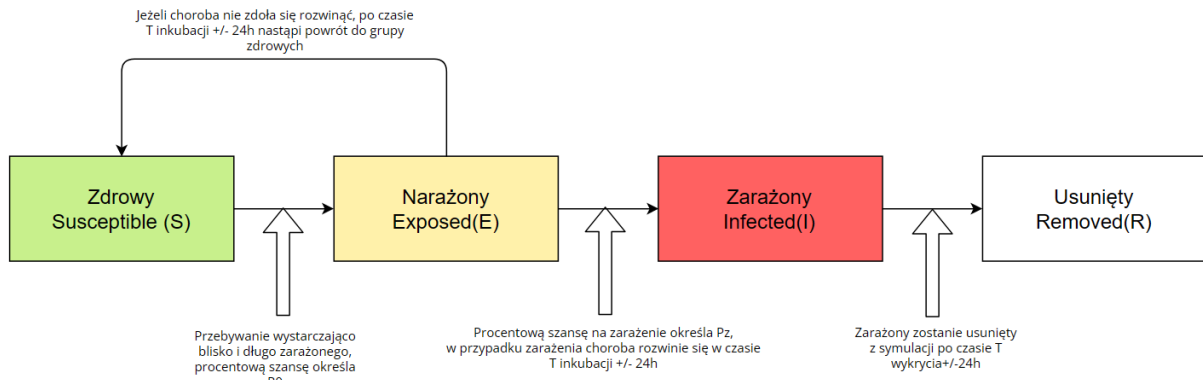 Jeżeli choroba nie zdoła się rozwinąć, po czasie
T inkubacji +/- 24h nastąpi powrót do grupy
zdrowych
Zdrowy
Susceptible (S)
Narażony
Exposed(E)
Zarażony
Infected(I)
Usunięty
Removed(R)
Przebywanie wystarczająco
blisko i długo zarażonego,
procentową szansę określa
Procentową szansę na zarażenie określa Pz,
w przypadku zarażenia choroba rozwinie się w czasie
T inkubacji +/- 24h
Zarażony zostanie usunięty
z symulacji po czasie T
wykrycia+/-24h